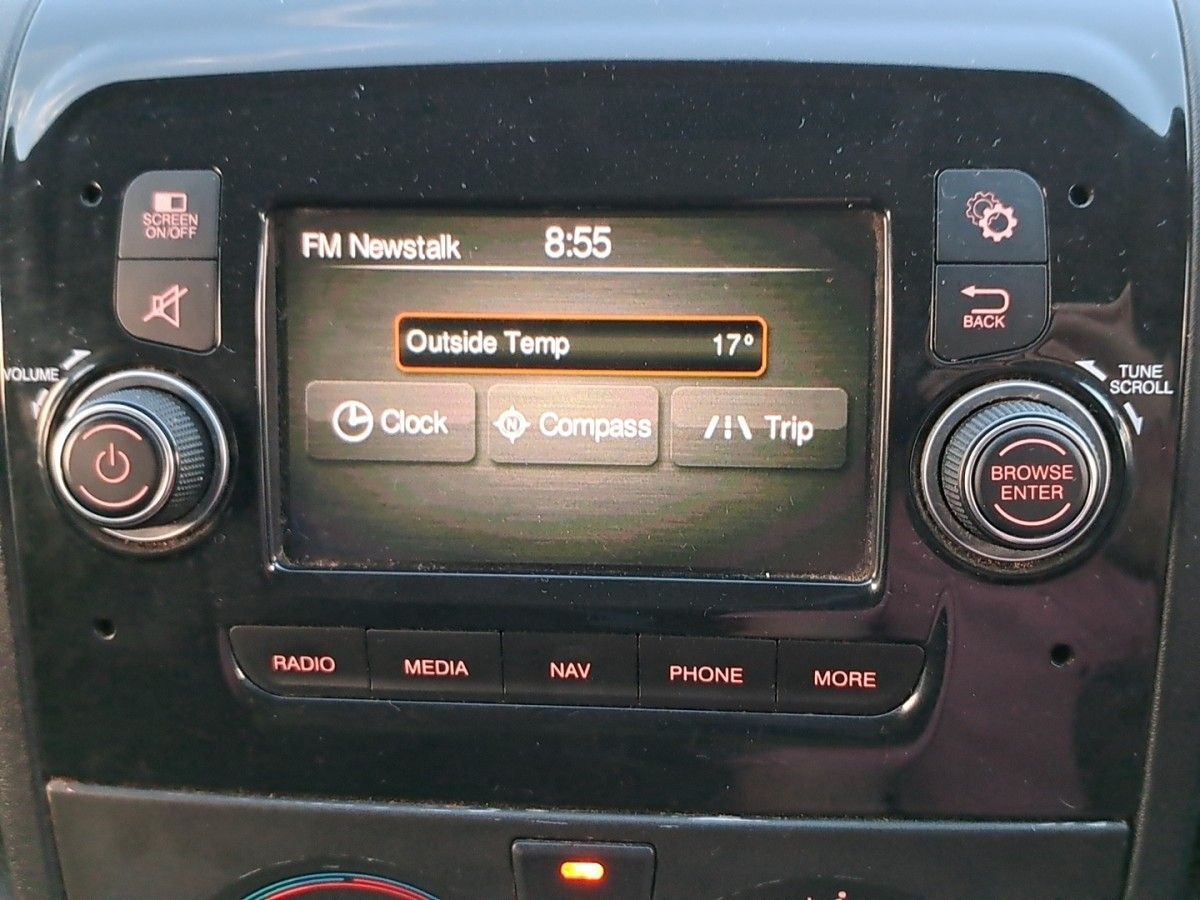 SCREEN
ON/OFF
FM Newstalk 8:55
Outside Temp 17°
BACK
VOLUME
TUNE
SCROLL
Clock
N Compass
Trip
BROWSE
ENTER
RADIO
MEDIA
NAV
PHONE
MORE